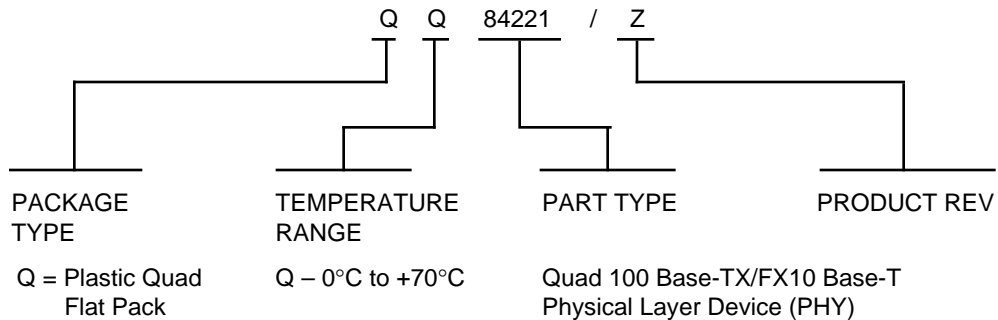 Q Q 84221 / Z
PACKAGE TYPE
TEMPERATURE RANGE
PART TYPE
PRODUCT REV
Q = Plastic Quad Flat Pack
Q – 0°C to +70°C
Quad 100 Base-TX/FX10 Base-T
Physical Layer Device (PHY)